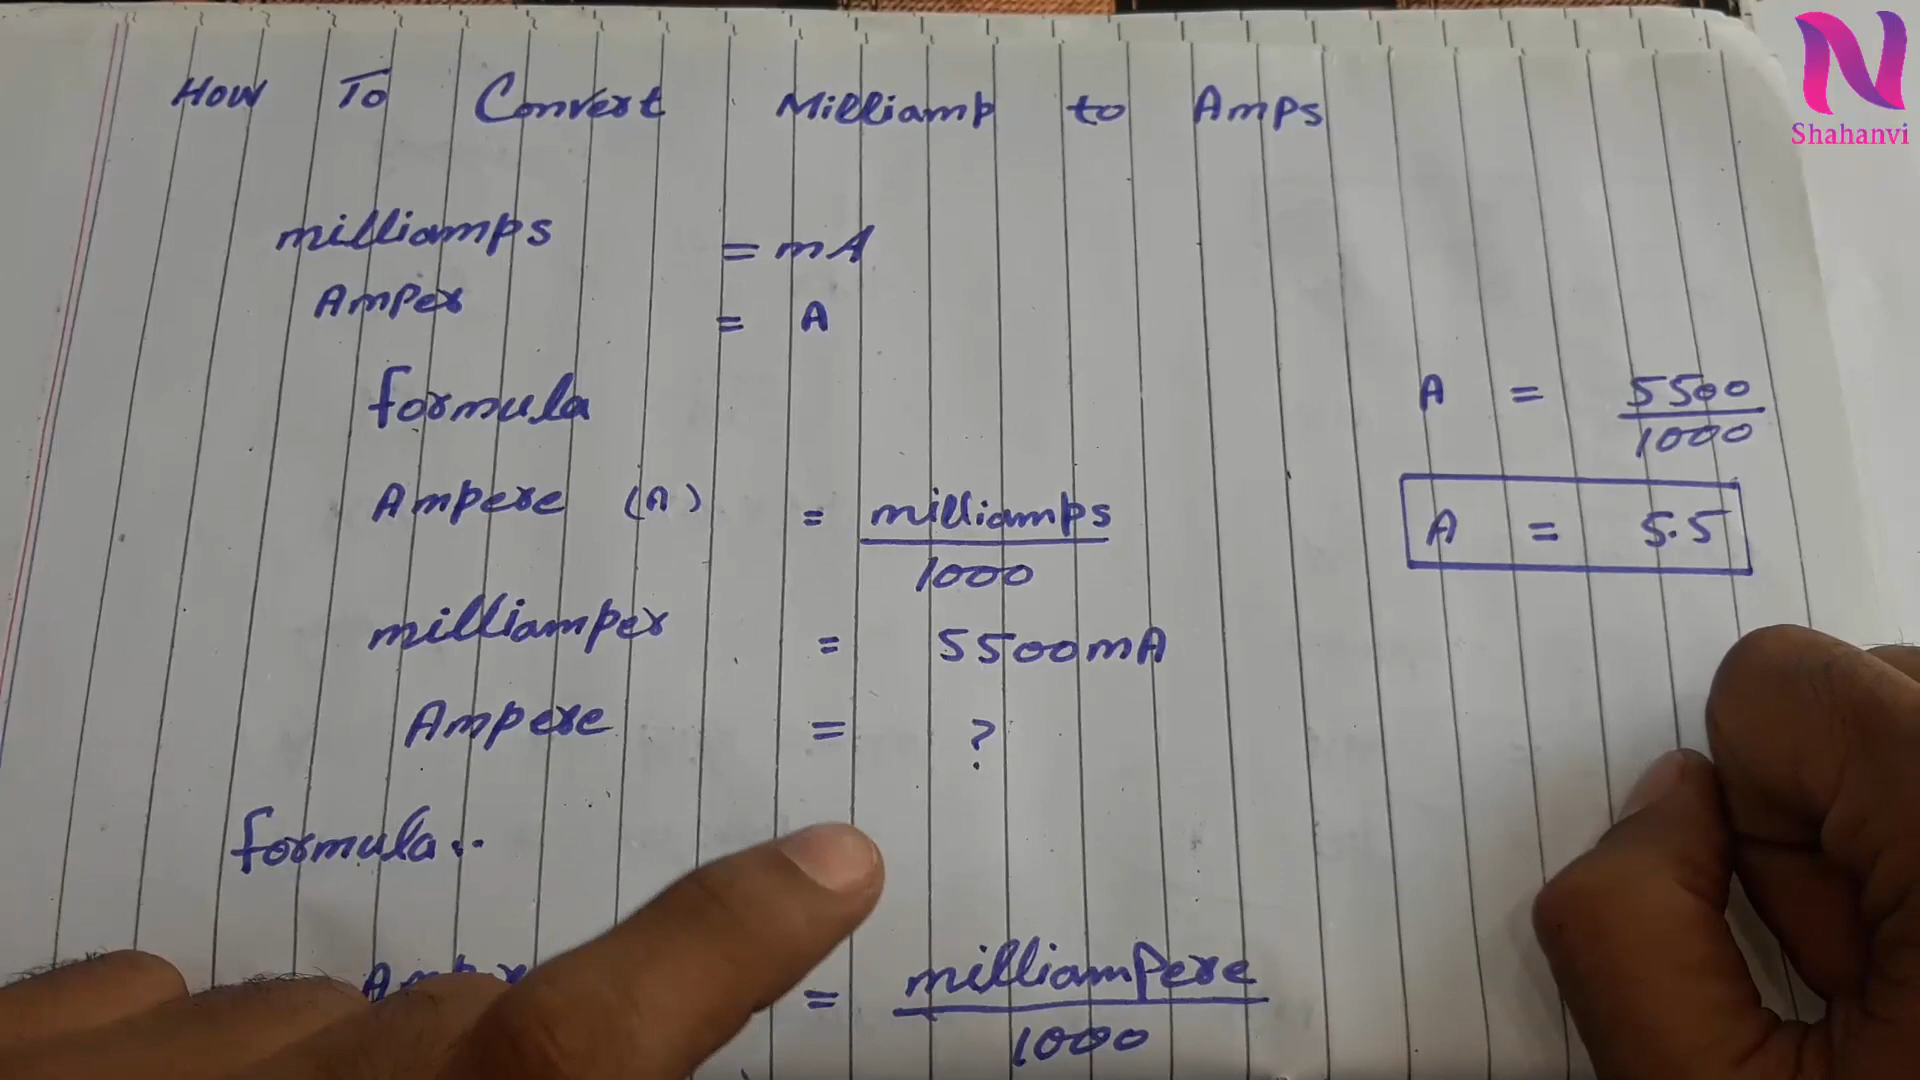 How To Convert Milliamp to Amps
milliamps = mA
Amper = A
formula
Ampere (A) = milliamps
1000
milliamper = 5500mA
Ampere = ?
formula..
= milliampere
1000
A = 5500
1000
A = 5.5
Shahanvi